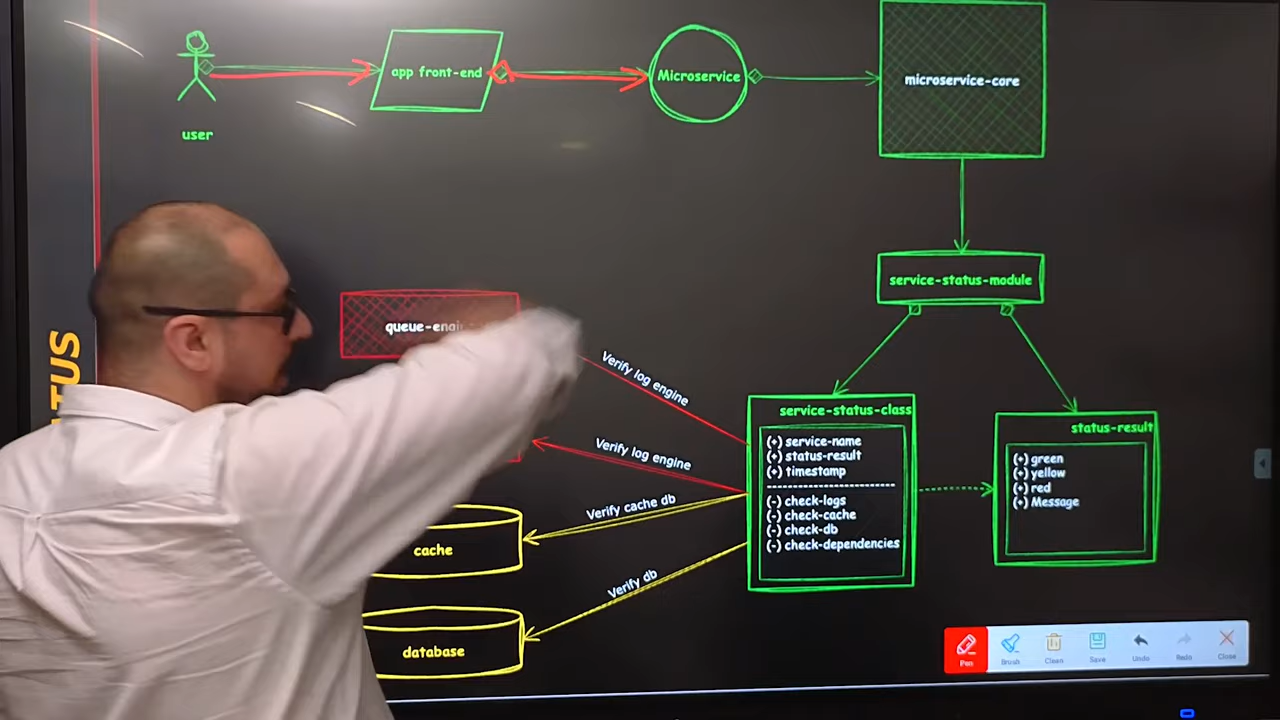 app front-end
Microservice
microservice-core
user
service-status-module
TUS
Verify log engine
Verify log engine
Verify cache db
Verify db
cache
database
service-status-class
(+) service-name
(+) status-result
(+) timestamp
(-) check-logs
(-) check-cache
(-) check-db
(-) check-dependencies
status-result
(+) green
(+) yellow
(+) red
(+) Message
Pen
Brush
Clean
Save
Undo
Redo
Close